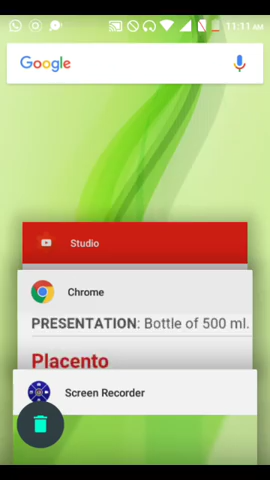 11:11 AM
Google
Studio
Chrome
PRESENTATION: Bottle of 500 ml.
Placento
Screen Recorder